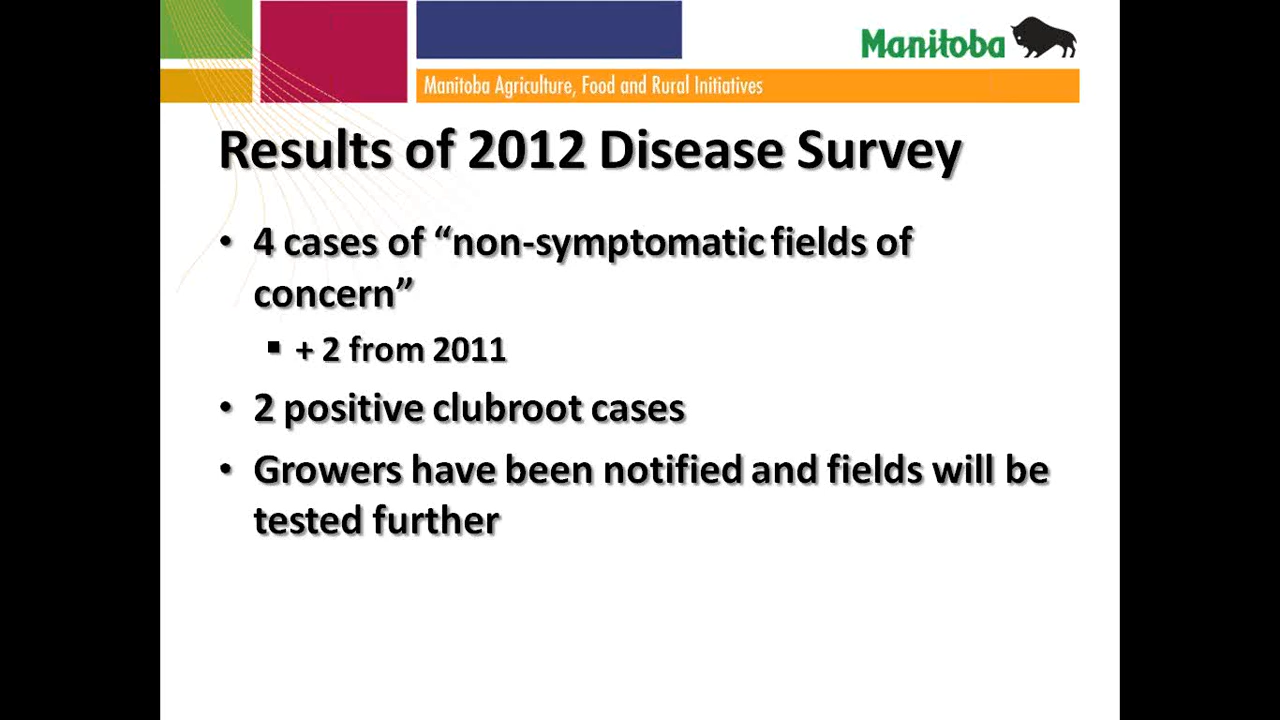 Manitoba
Manitoba Agriculture, Food and Rural Initiatives
Results of 2012 Disease Survey
• 4 cases of “non-symptomatic fields of
concern”
▪ + 2 from 2011
• 2 positive clubroot cases
• Growers have been notified and fields will be
tested further